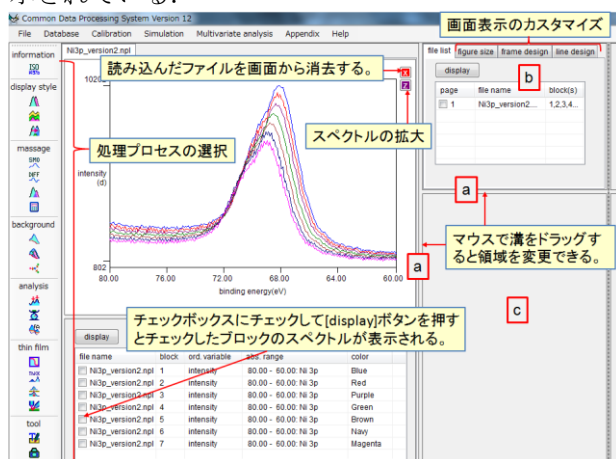 示されている.
Common Data Processing System Version 12
File Database Calibration Simulation Multivariate analysis Appendix Help
画面表示のカスタマイズ
information
Ni3p_version2.npl
file list figure size frame design line design
ISO
読み込んだファイルを画面から消去する。
X
display
b
display style
Z
page file name block(s)
1 Ni3p_version2... 1,2,3,4...
スペクトルの拡大
massage
処理プロセスの選択
SMO
DIFF
intensity
(d)
a
background
a
マウスで溝をドラッグす
ると領域を変更できる。
802
80.00 76.00 72.00 68.00 64.00 60.00
binding energy(eV)
c
analysis
チェックボックスにチェックして[display]ボタンを押す
とチェックしたブロックのスペクトルが表示される。
display
thin film
file name block ord. variable abs. range color
Ni3p_version2.npl 1 intensity 80.00 - 60.00: Ni 3p Blue
Ni3p_version2.npl 2 intensity 80.00 - 60.00: Ni 3p Red
Ni3p_version2.npl 3 intensity 80.00 - 60.00: Ni 3p Purple
Ni3p_version2.npl 4 intensity 80.00 - 60.00: Ni 3p Green
Ni3p_version2.npl 5 intensity 80.00 - 60.00: Ni 3p Brown
Ni3p_version2.npl 6 intensity 80.00 - 60.00: Ni 3p Navy
Ni3p_version2.npl 7 intensity 80.00 - 60.00: Ni 3p Magenta
tool